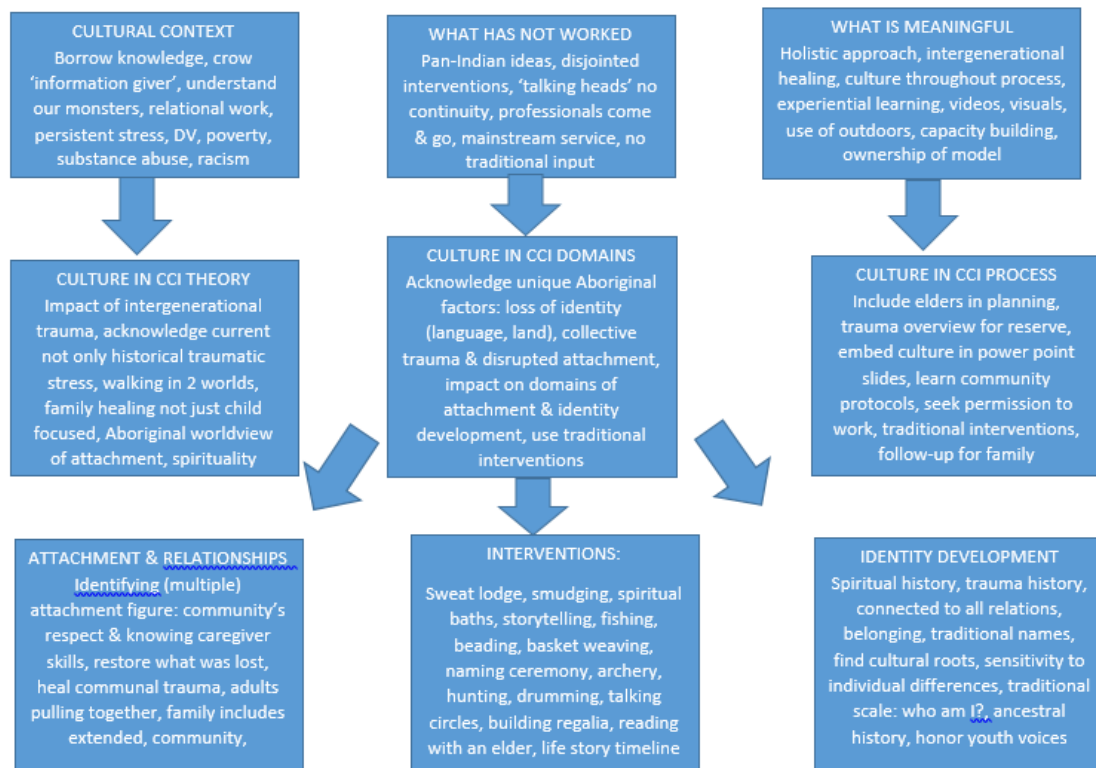 CULTURAL CONTEXT
Borrow knowledge, crow
‘information giver’, understand
our monsters, relational work,
persistent stress, DV, poverty,
substance abuse, racism
WHAT HAS NOT WORKED
Pan-Indian ideas, disjointed
interventions, ‘talking heads’ no
continuity, professionals come
& go, mainstream service, no
traditional input
WHAT IS MEANINGFUL
Holistic approach, intergenerational
healing, culture throughout process,
experiential learning, videos, visuals,
use of outdoors, capacity building,
ownership of model
CULTURE IN CCI THEORY
Impact of intergenerational
trauma, acknowledge current
not only historical traumatic
stress, walking in 2 worlds,
family healing not just child
focused, Aboriginal worldview
of attachment, spirituality
CULTURE IN CCI DOMAINS
Acknowledge unique Aboriginal
factors: loss of identity
(language, land), collective
trauma & disrupted attachment,
impact on domains of
attachment & identity
development, use traditional
interventions
CULTURE IN CCI PROCESS
Include elders in planning,
trauma overview for reserve,
embed culture in power point
slides, learn community
protocols, seek permission to
work, traditional interventions,
follow-up for family
ATTACHMENT & RELATIONSHIPS
Identifying (multiple)
attachment figure: community’s
respect & knowing caregiver
skills, restore what was lost,
heal communal trauma, adults
pulling together, family includes
extended, community,
INTERVENTIONS:
Sweat lodge, smudging, spiritual
baths, storytelling, fishing,
beading, basket weaving,
naming ceremony, archery,
hunting, drumming, talking
circles, building regalia, reading
with an elder, life story timeline
IDENTITY DEVELOPMENT
Spiritual history, trauma history,
connected to all relations,
belonging, traditional names,
find cultural roots, sensitivity to
individual differences, traditional
scale: who am I?, ancestral
history, honor youth voices